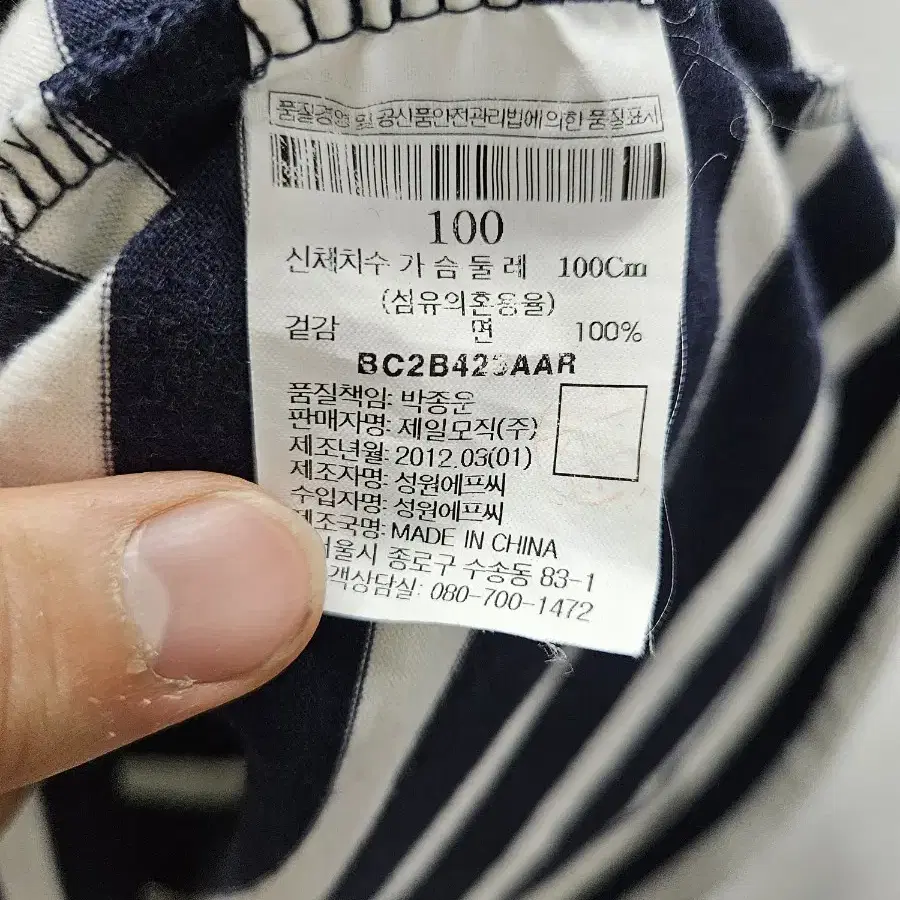 품질경영 및 공산품안전관리법에 의한 품질표시
100
신체치수 가 슴 둘 레 100Cm
(섬유의혼용율)
겉감 면 100%
품질책임: 박종운
판매자명: 제일모직(주)
제조년월: 2012.03(01)
제조자명: 성원에프씨
수입자명: 성원에프씨
제조국명: MADE IN CHINA
서울시 종로구 수송동 83-1
객상담실: 080-700-1472